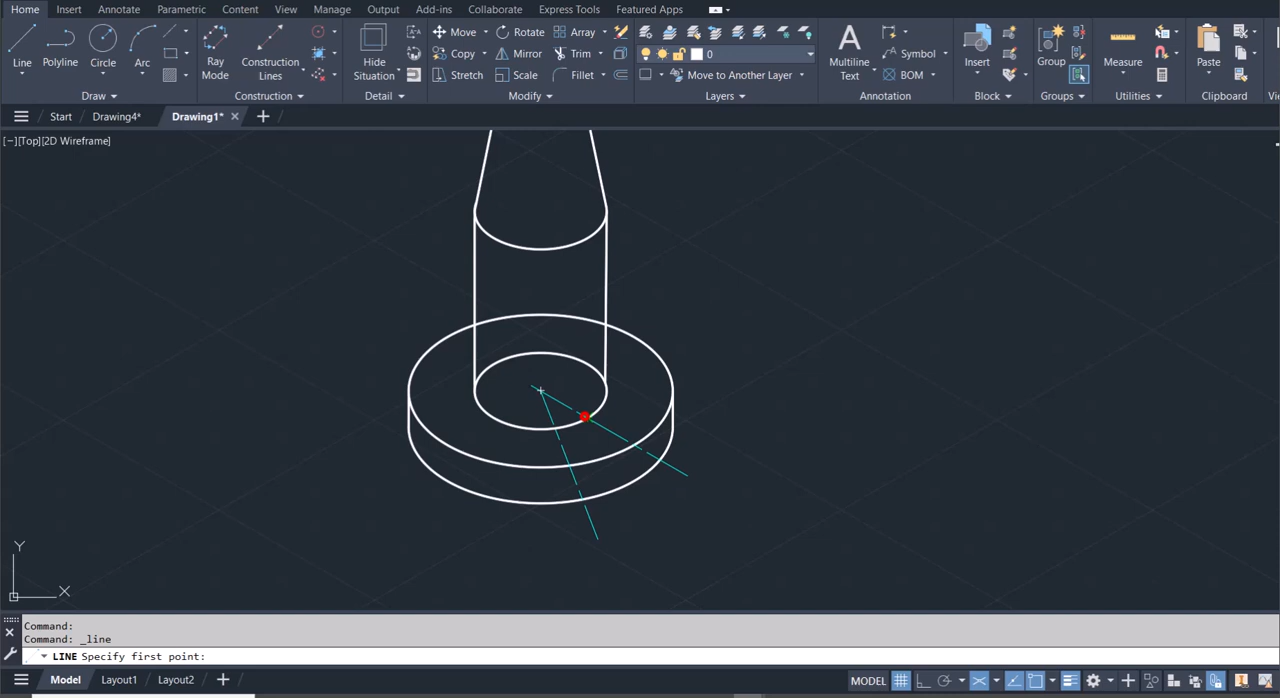 Home Insert Annotate Parametric Content View Manage Output Add-ins Collaborate Express Tools Featured Apps
Line Polyline Circle Arc Ray Mode Construction Lines Hide Situation Move Rotate Array
Copy Mirror Trim
Stretch Scale Fillet
0
Move to Another Layer
Multiline Text
Symbol
BOM
Insert
Group
Measure
Paste
Draw Construction Detail Modify Layers Annotation Block Groups Utilities Clipboard
Start Drawing4* Drawing1*
[−][Top][2D Wireframe]
Y
X
Command:
Command: _line
LINE Specify first point:
Model Layout1 Layout2
MODEL